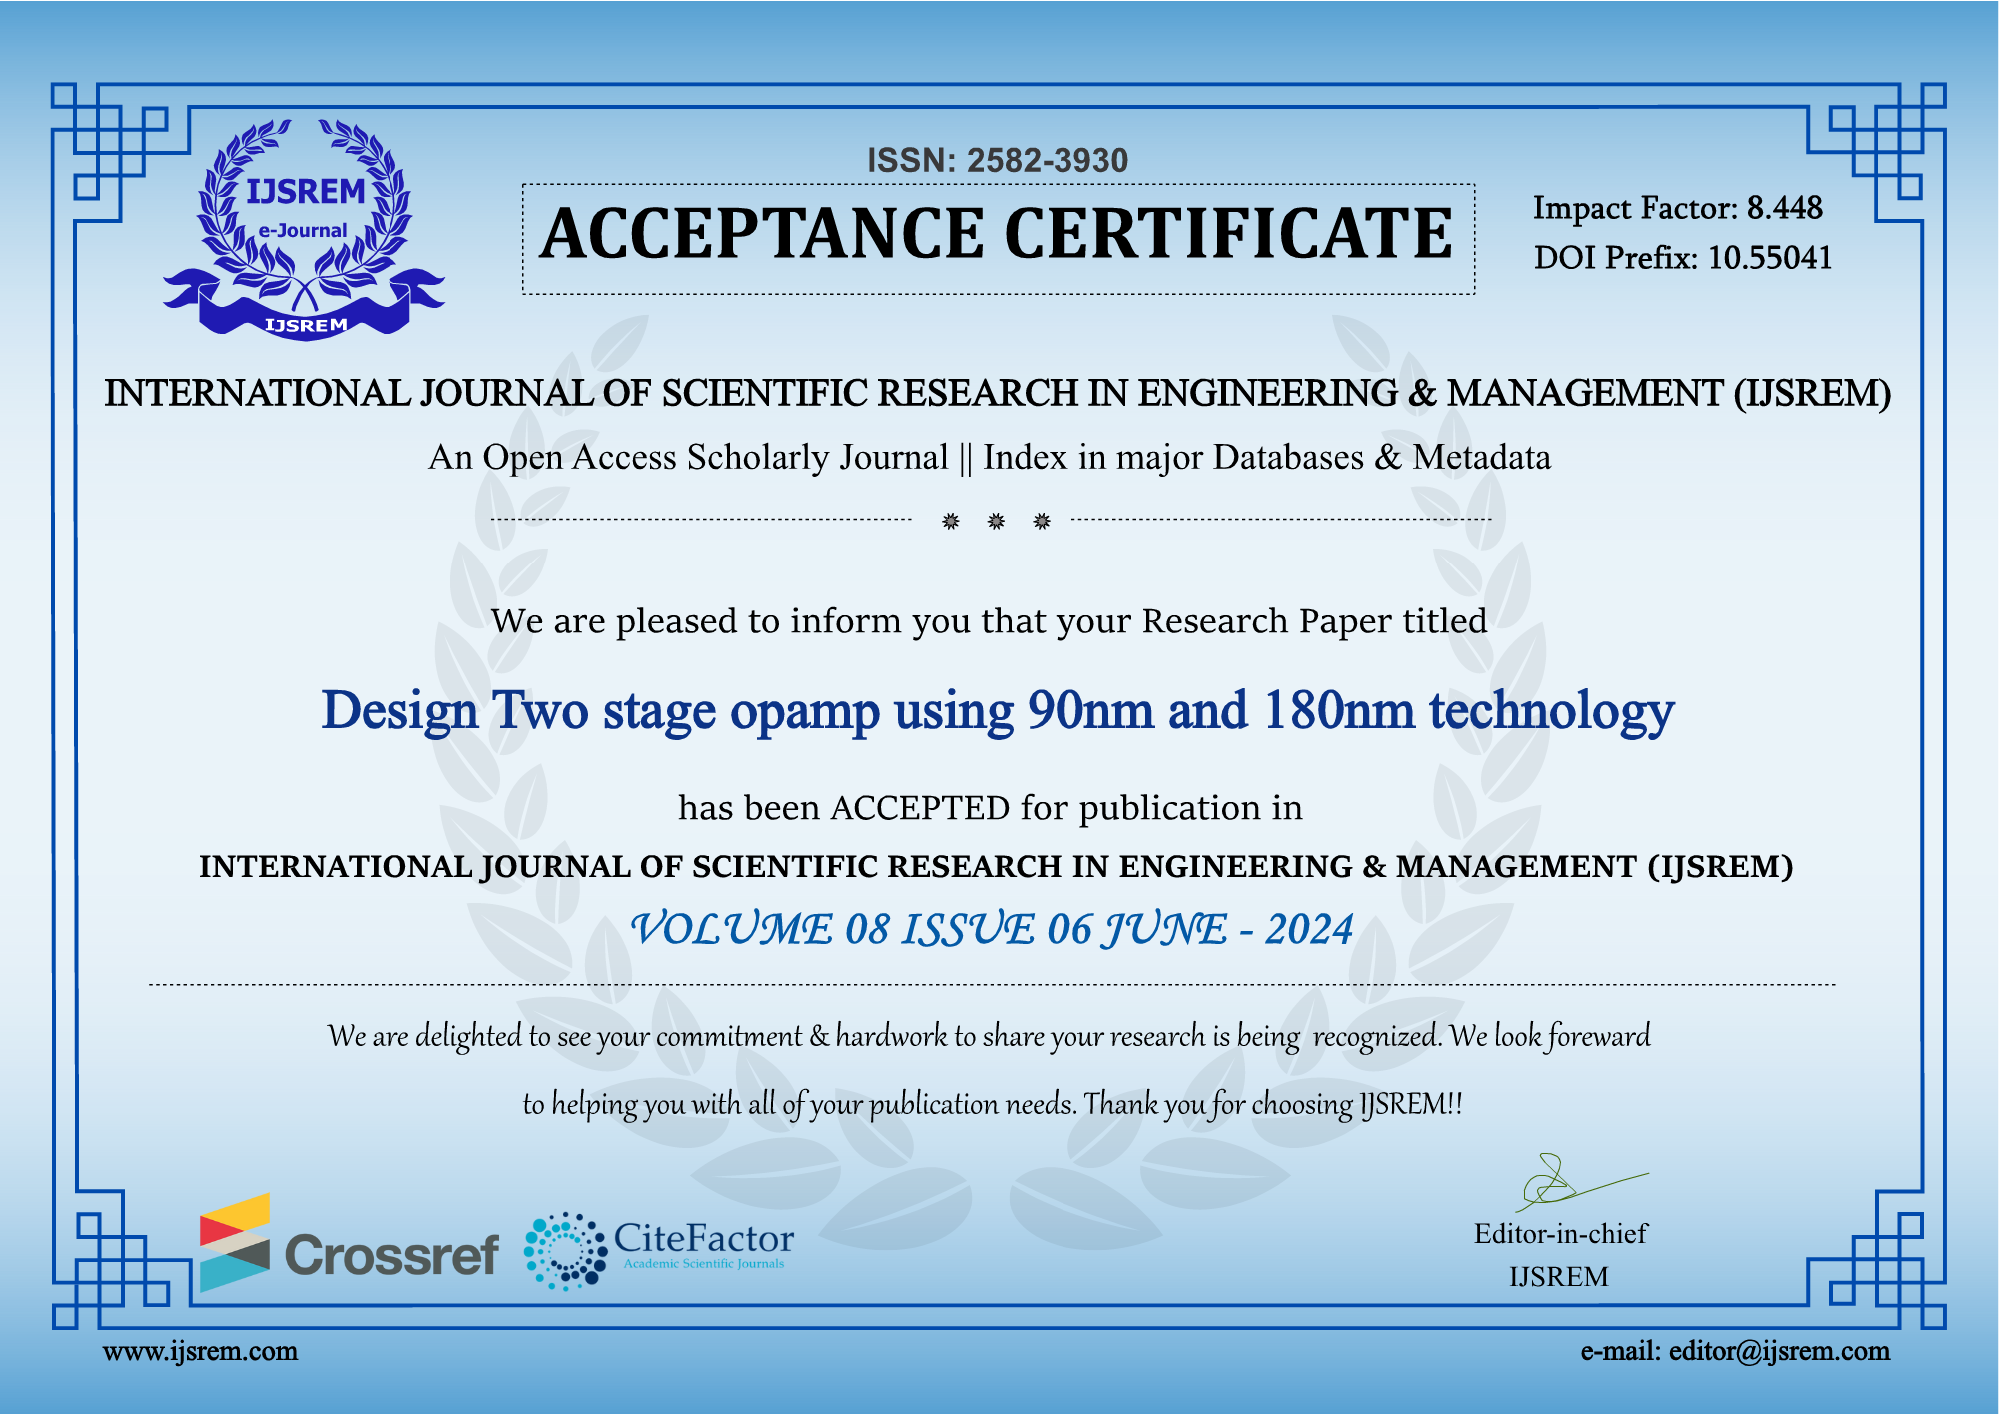 IJSREM
e-Journal
IJSREM
ISSN: 2582-3930
ACCEPTANCE CERTIFICATE
Impact Factor: 8.448
DOI Prefix: 10.55041
INTERNATIONAL JOURNAL OF SCIENTIFIC RESEARCH IN ENGINEERING & MANAGEMENT (IJSREM)
An Open Access Scholarly Journal || Index in major Databases & Metadata
We are pleased to inform you that your Research Paper titled
Design Two stage opamp using 90nm and 180nm technology
has been ACCEPTED for publication in
INTERNATIONAL JOURNAL OF SCIENTIFIC RESEARCH IN ENGINEERING & MANAGEMENT (IJSREM)
VOLUME 08 ISSUE 06 JUNE - 2024
We are delighted to see your commitment & hardwork to share your research is being recognized. We look foreward
to helping you with all of your publication needs. Thank you for choosing IJSREM!!
Crossref
CiteFactor
Academic Scientific Journals
Editor-in-chief
IJSREM
www.ijsrem.com
e-mail: editor@ijsrem.com